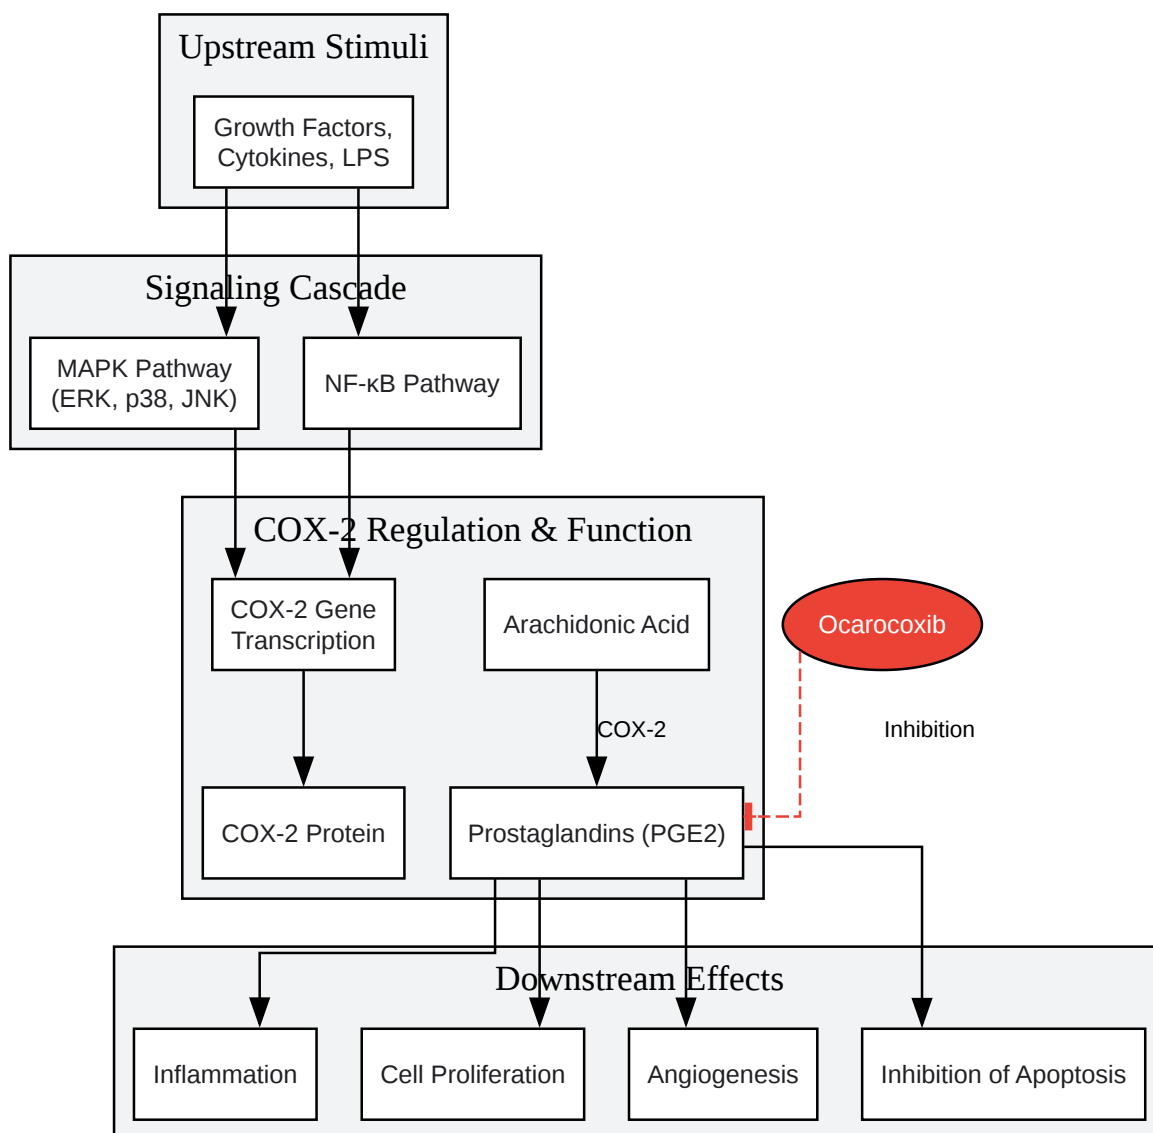 Upstream Stimuli
Growth Factors,
Cytokines, LPS
Signaling Cascade
MAPK Pathway
(ERK, p38, JNK)
NF-κB Pathway
COX-2 Regulation & Function
COX-2 Gene
Transcription
Arachidonic Acid
Ocarocoxib
COX-2
Inhibition
COX-2 Protein
Prostaglandins (PGE2)
Downstream Effects
Inflammation
Cell Proliferation
Angiogenesis
Inhibition of Apoptosis